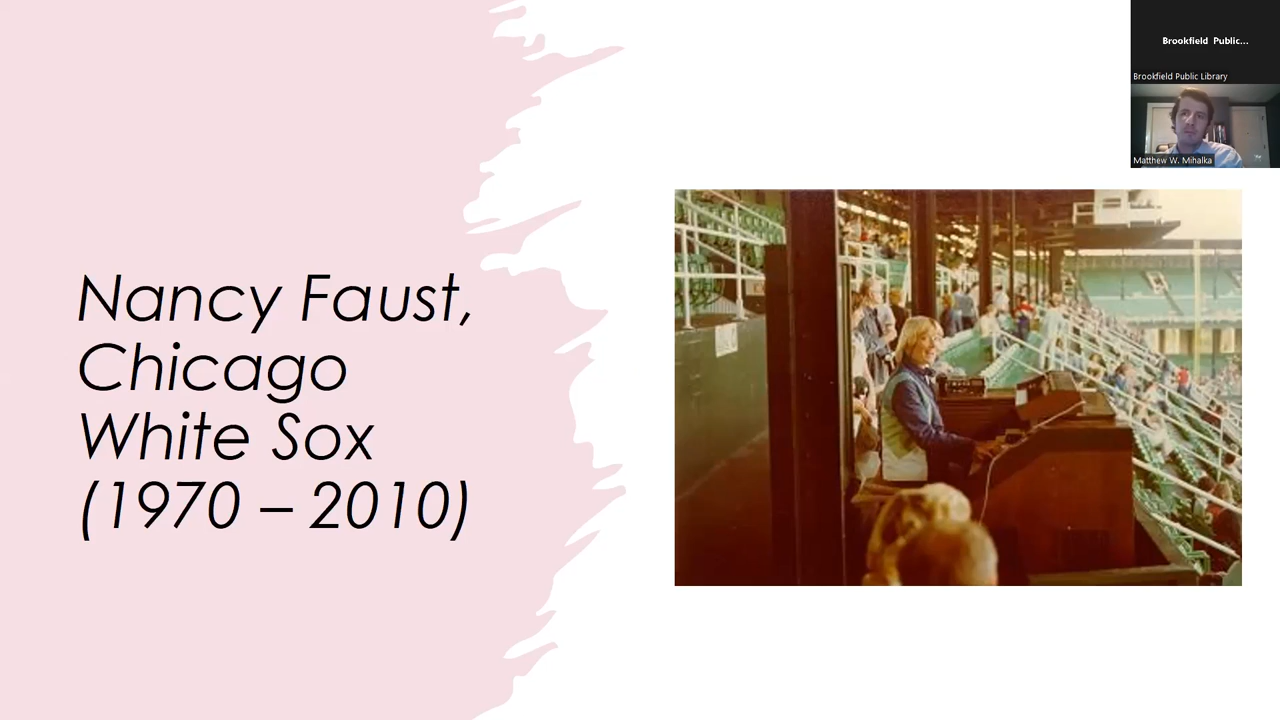 Nancy Faust,
Chicago
White Sox
(1970 – 2010)
Brookfield Public...
Brookfield Public Library
Matthew W. Mihalka